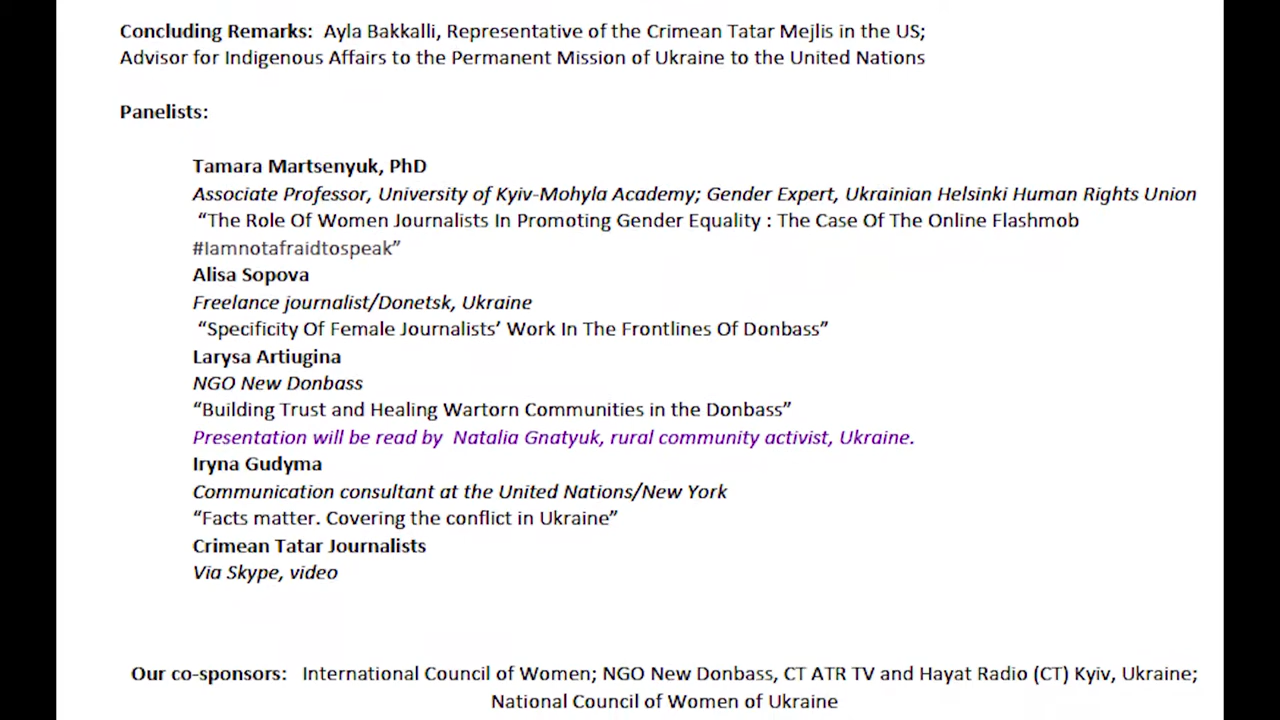 Concluding Remarks: Ayla Bakkalli, Representative of the Crimean Tatar Mejlis in the US;
Advisor for Indigenous Affairs to the Permanent Mission of Ukraine to the United Nations
Panelists:
Tamara Martsenyuk, PhD
Associate Professor, University of Kyiv-Mohyla Academy; Gender Expert, Ukrainian Helsinki Human Rights Union
“The Role Of Women Journalists In Promoting Gender Equality : The Case Of The Online Flashmob
#Iamnotafraidtospeak”
Alisa Sopova
Freelance journalist/Donetsk, Ukraine
“Specificity Of Female Journalists’ Work In The Frontlines Of Donbass”
Larysa Artiugina
NGO New Donbass
“Building Trust and Healing Wartorn Communities in the Donbass”
Presentation will be read by Natalia Gnatyuk, rural community activist, Ukraine.
Iryna Gudyma
Communication consultant at the United Nations/New York
“Facts matter. Covering the conflict in Ukraine”
Crimean Tatar Journalists
Via Skype, video
Our co-sponsors: International Council of Women; NGO New Donbass, CT ATR TV and Hayat Radio (CT) Kyiv, Ukraine;
National Council of Women of Ukraine